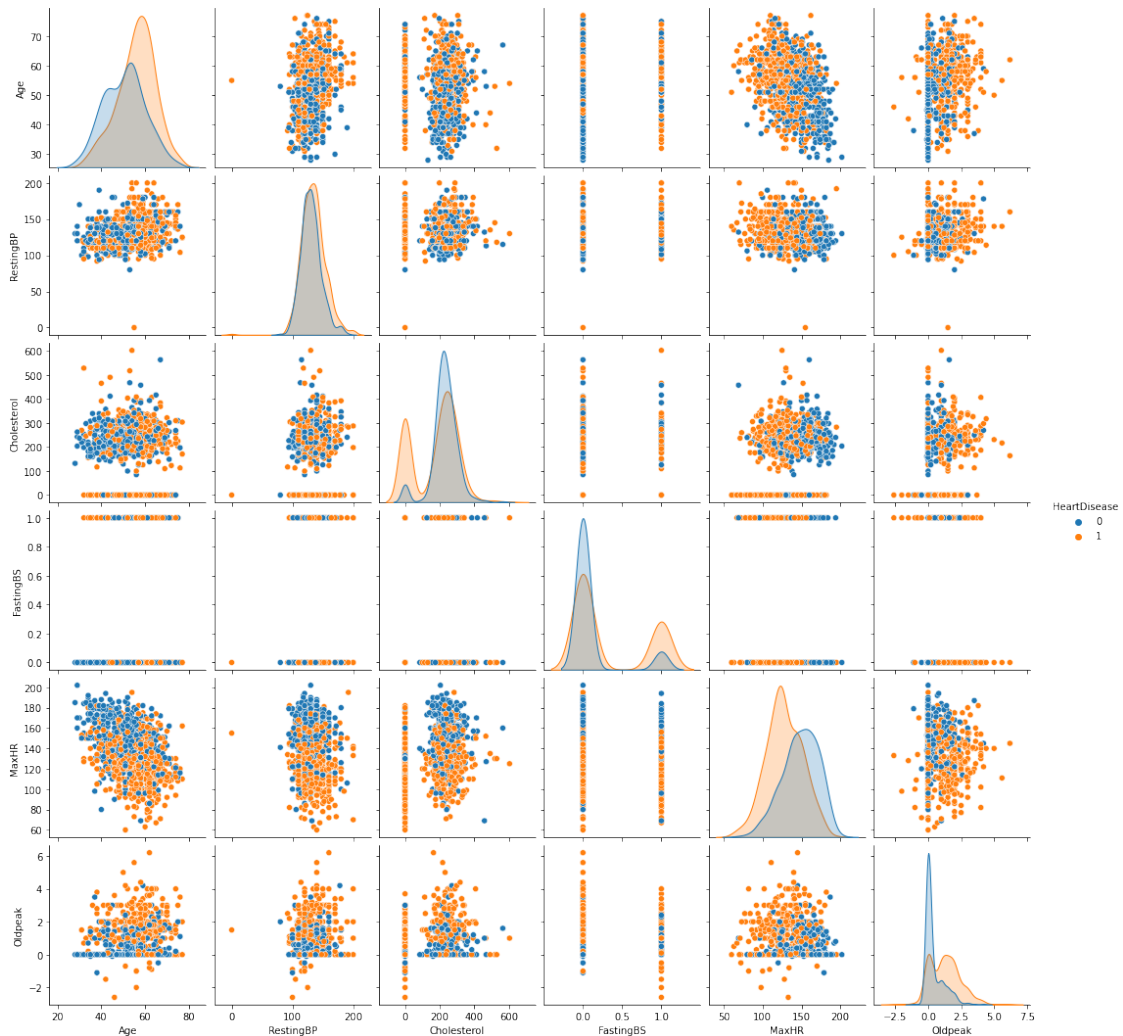 Age
70
60
50
40
30
RestingBP
200
150
100
50
0
Cholesterol
600
500
400
300
200
100
0
FastingBS
1.0
0.8
0.6
0.4
0.2
0.0
HeartDisease
0
1
MaxHR
200
180
160
140
120
100
80
60
Oldpeak
6
4
2
0
−2
20 40 60 80
0 100 200
0 200 400 600
0.0 0.5 1.0
50 100 150 200
−2.5 0.0 2.5 5.0 7.5
Age RestingBP Cholesterol FastingBS MaxHR Oldpeak